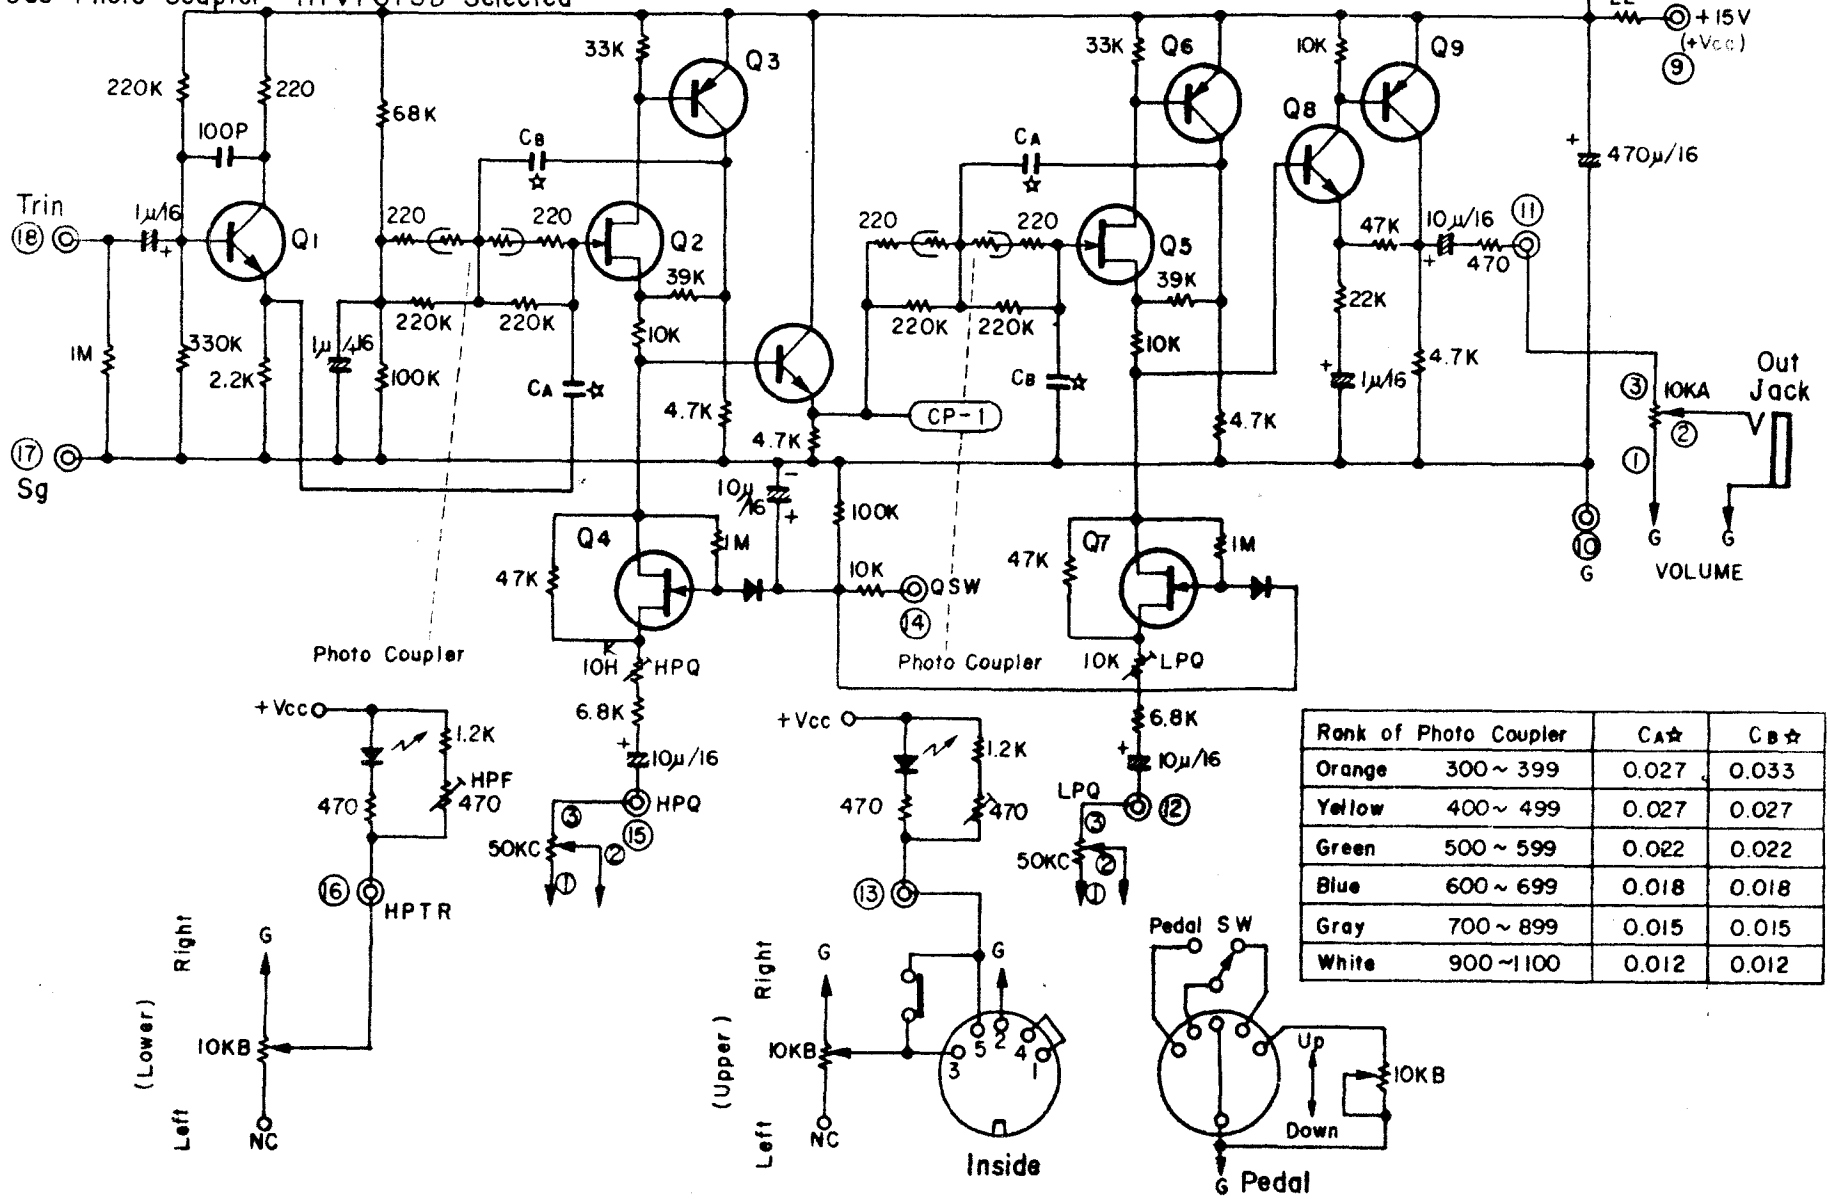 Photo Coupler Selected
+15V
(+Vcc)
⑨
33K
Q3
33K
Q6
10K
Q9
220K
220
68K
100P
CB
☆
CA
☆
Q8
470μ/16
+
Trin
⑱
1μ/16
+
Q1
220
220
Q2
39K
220
220
Q5
39K
47K
10μ/16
+
470
⑪
220K
220K
10K
220K
220K
10K
22K
1M
330K
2.2K
1μ/16
100K
CA
☆
4.7K
4.7K
CP-1
CB
☆
4.7K
+
1μ/16
4.7K
Out
Jack
③
10KA
②
①
⑰
Sg
10μ
/16
-
+
100K
⑩
G
G
G
VOLUME
Q4
1M
47K
10K
QSW
⑭
Q7
1M
47K
Photo Coupler
10H
K
HPQ
Photo Coupler
10K
LPQ
+Vcc
1.2K
6.8K
+
10μ/16
+Vcc
1.2K
6.8K
+
10μ/16
470
HPF
470
HPQ
③
⑮
50KC
②
①
470
470
LPQ
⑫
③
50KC
②
①
⑯
HPTR
⑬
Rank of Photo Coupler CA☆ CB☆
Orange 300~399 0.027 0.033
Yellow 400~499 0.027 0.027
Green 500~599 0.022 0.022
Blue 600~699 0.018 0.018
Gray 700~899 0.015 0.015
White 900~1100 0.012 0.012
Right
G
(Lower)
10KB
Left
NC
Right
G
(Upper)
10KB
Left
NC
G
5
2
4
3
1
Inside
Pedal SW
Up
10KB
Down
G
Pedal